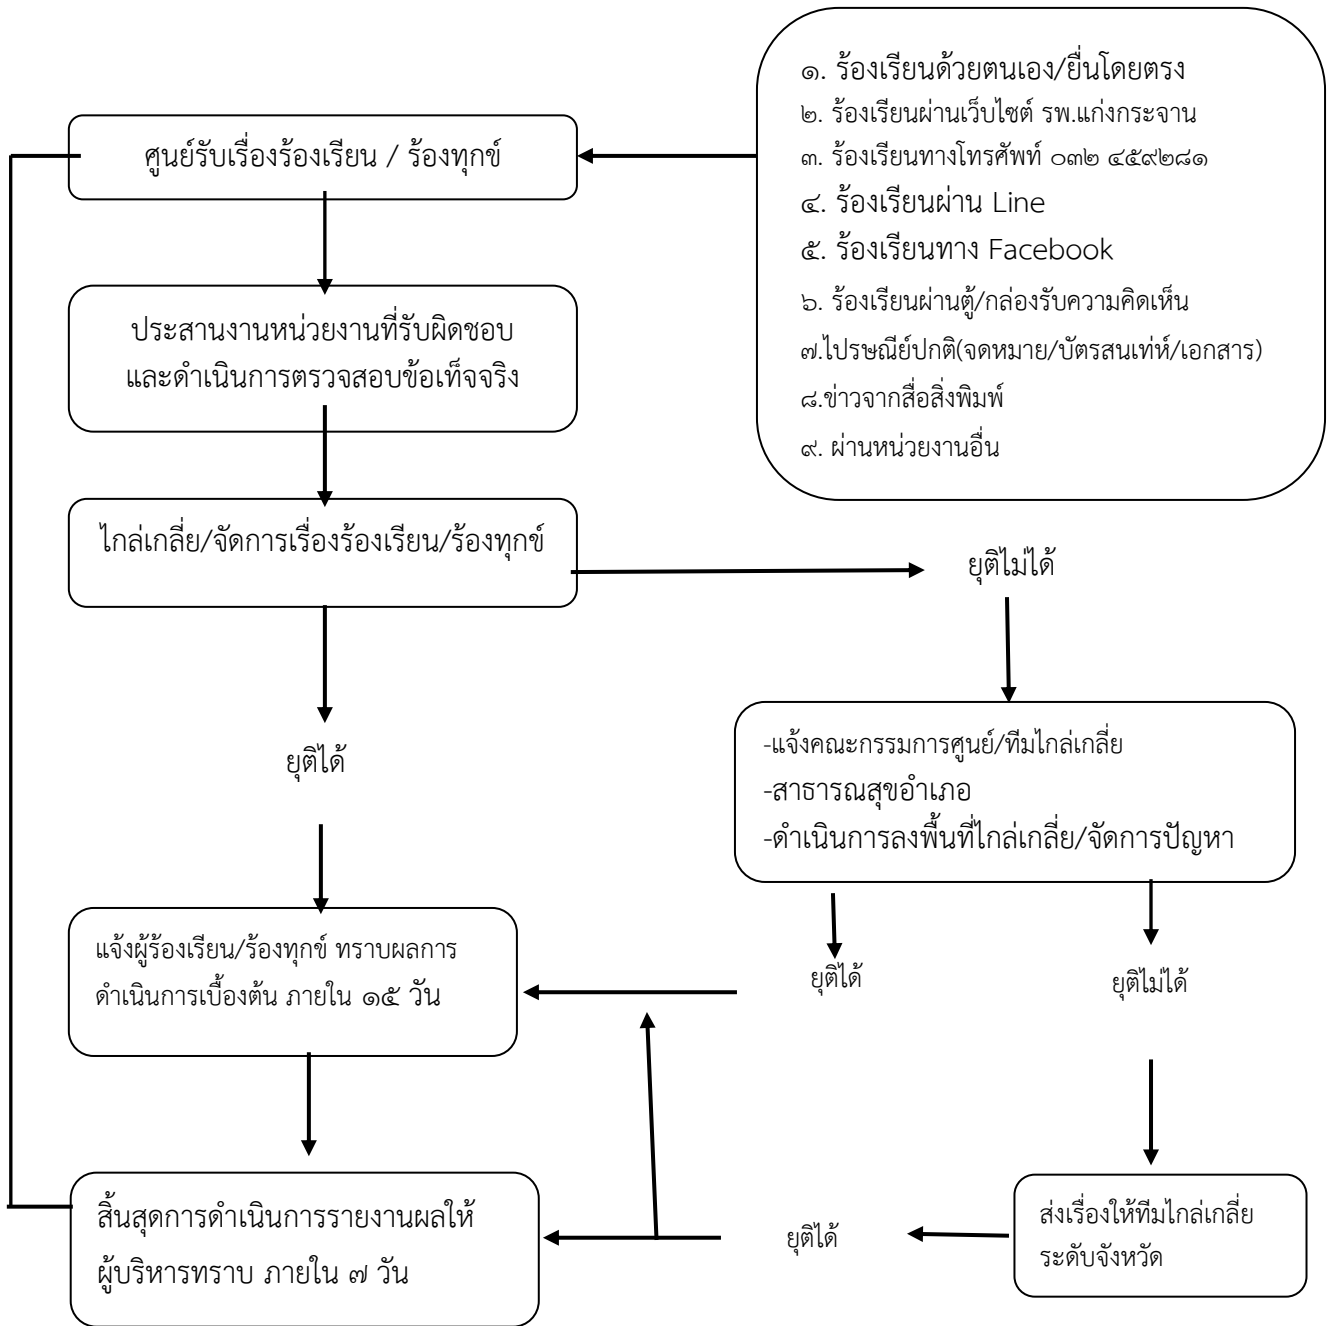 ๑. ร้องเรียนด้วยตนเอง/ยื่นโดยตรง
๒. ร้องเรียนผ่านเว็บไซต์ รพ.แก่งกระจาน
๓. ร้องเรียนทางโทรศัพท์ ๐๓๒ ๔๕๙๒๘๑
๔. ร้องเรียนผ่าน Line
๕. ร้องเรียนทาง Facebook
๖. ร้องเรียนผ่านตู้/กล่องรับความคิดเห็น
๗.ไปรษณีย์ปกติ(จดหมาย/บัตรสนเท่ห์/เอกสาร)
๘.ข่าวจากสื่อสิ่งพิมพ์
๙. ผ่านหน่วยงานอื่น
ศูนย์รับเรื่องร้องเรียน / ร้องทุกข์
ประสานงานหน่วยงานที่รับผิดชอบ
และดำเนินการตรวจสอบข้อเท็จจริง
ไกล่เกลี่ย/จัดการเรื่องร้องเรียน/ร้องทุกข์
ยุติไม่ได้
ยุติได้
-แจ้งคณะกรรมการศูนย์/ทีมไกล่เกลี่ย
-สาธารณสุขอำเภอ
-ดำเนินการลงพื้นที่ไกล่เกลี่ย/จัดการปัญหา
แจ้งผู้ร้องเรียน/ร้องทุกข์ ทราบผลการ
ดำเนินการเบื้องต้น ภายใน ๑๕ วัน
ยุติได้
ยุติไม่ได้
สิ้นสุดการดำเนินการรายงานผลให้
ผู้บริหารทราบ ภายใน ๗ วัน
ยุติได้
ส่งเรื่องให้ทีมไกล่เกลี่ย
ระดับจังหวัด